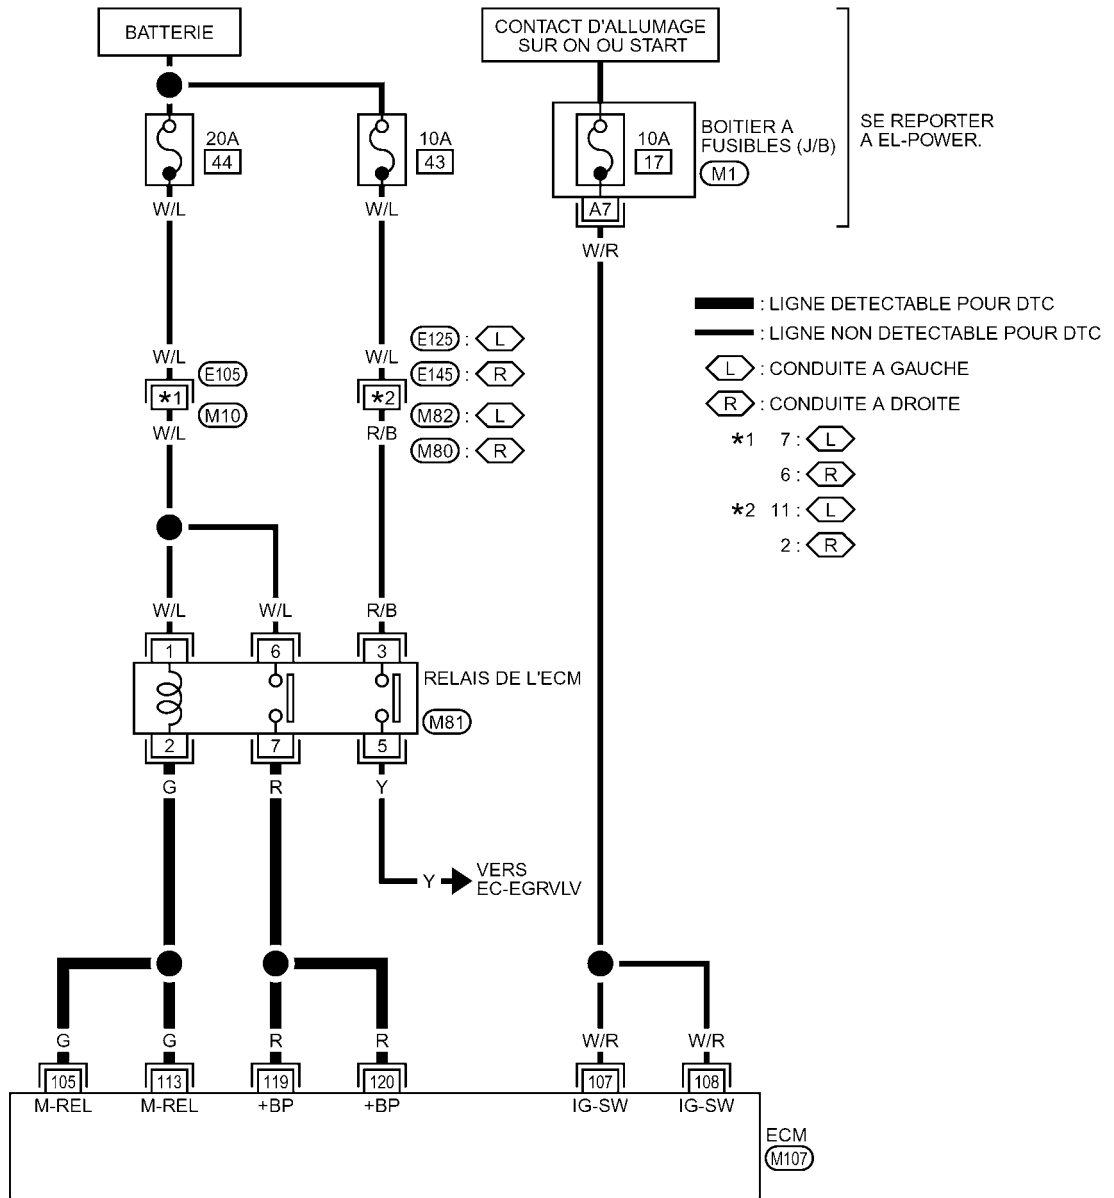 BATTERIE
CONTACT D'ALLUMAGE
SUR ON OU START
20A
44
10A
43
10A
17
BOITIER A
FUSIBLES (J/B)
M1
SE REPORTER
A EL-POWER.
W/L
W/L
A7
W/R
: LIGNE DETECTABLE POUR DTC
: LIGNE NON DETECTABLE POUR DTC
L : CONDUITE A GAUCHE
R : CONDUITE A DROITE
*1 7 : L
6 : R
*2 11 : L
2 : R
W/L
*1
W/L
E105
M10
W/L
*2
R/B
E125 : L
E145 : R
M82 : L
M80 : R
W/L
W/L
R/B
1
6
3
RELAIS DE L'ECM
M81
2
7
5
G
R
Y
Y
VERS
EC-EGRVLV
G
G
R
R
W/R
W/R
105
113
119
120
107
108
M-REL
M-REL
+BP
+BP
IG-SW
IG-SW
ECM
M107